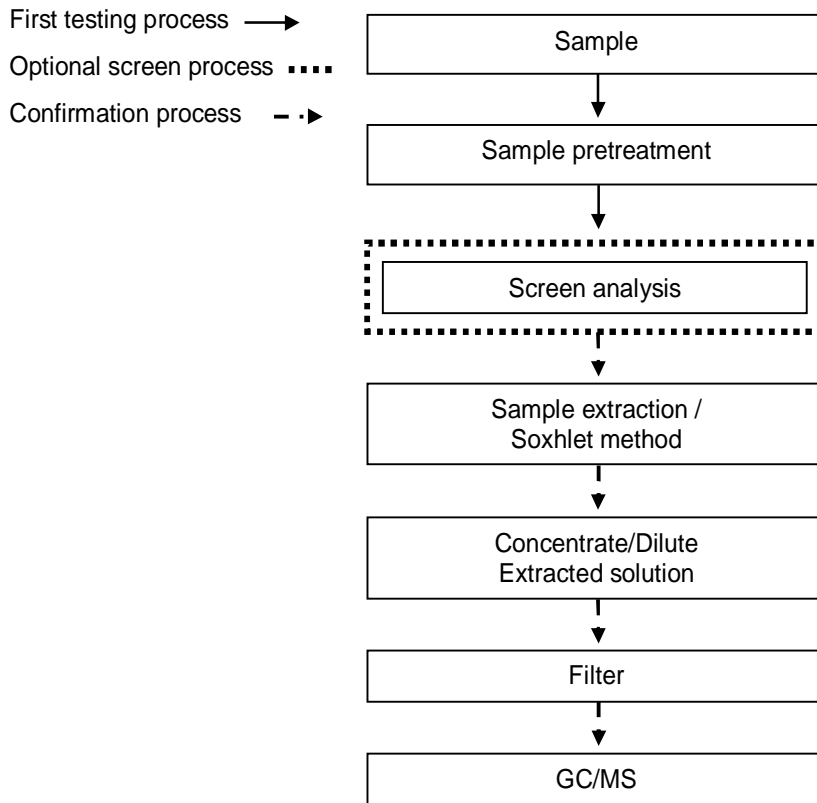 First testing process
Optional screen process
Confirmation process
Sample
Sample pretreatment
Screen analysis
Sample extraction /
Soxhlet method
Concentrate/Dilute
Extracted solution
Filter
GC/MS